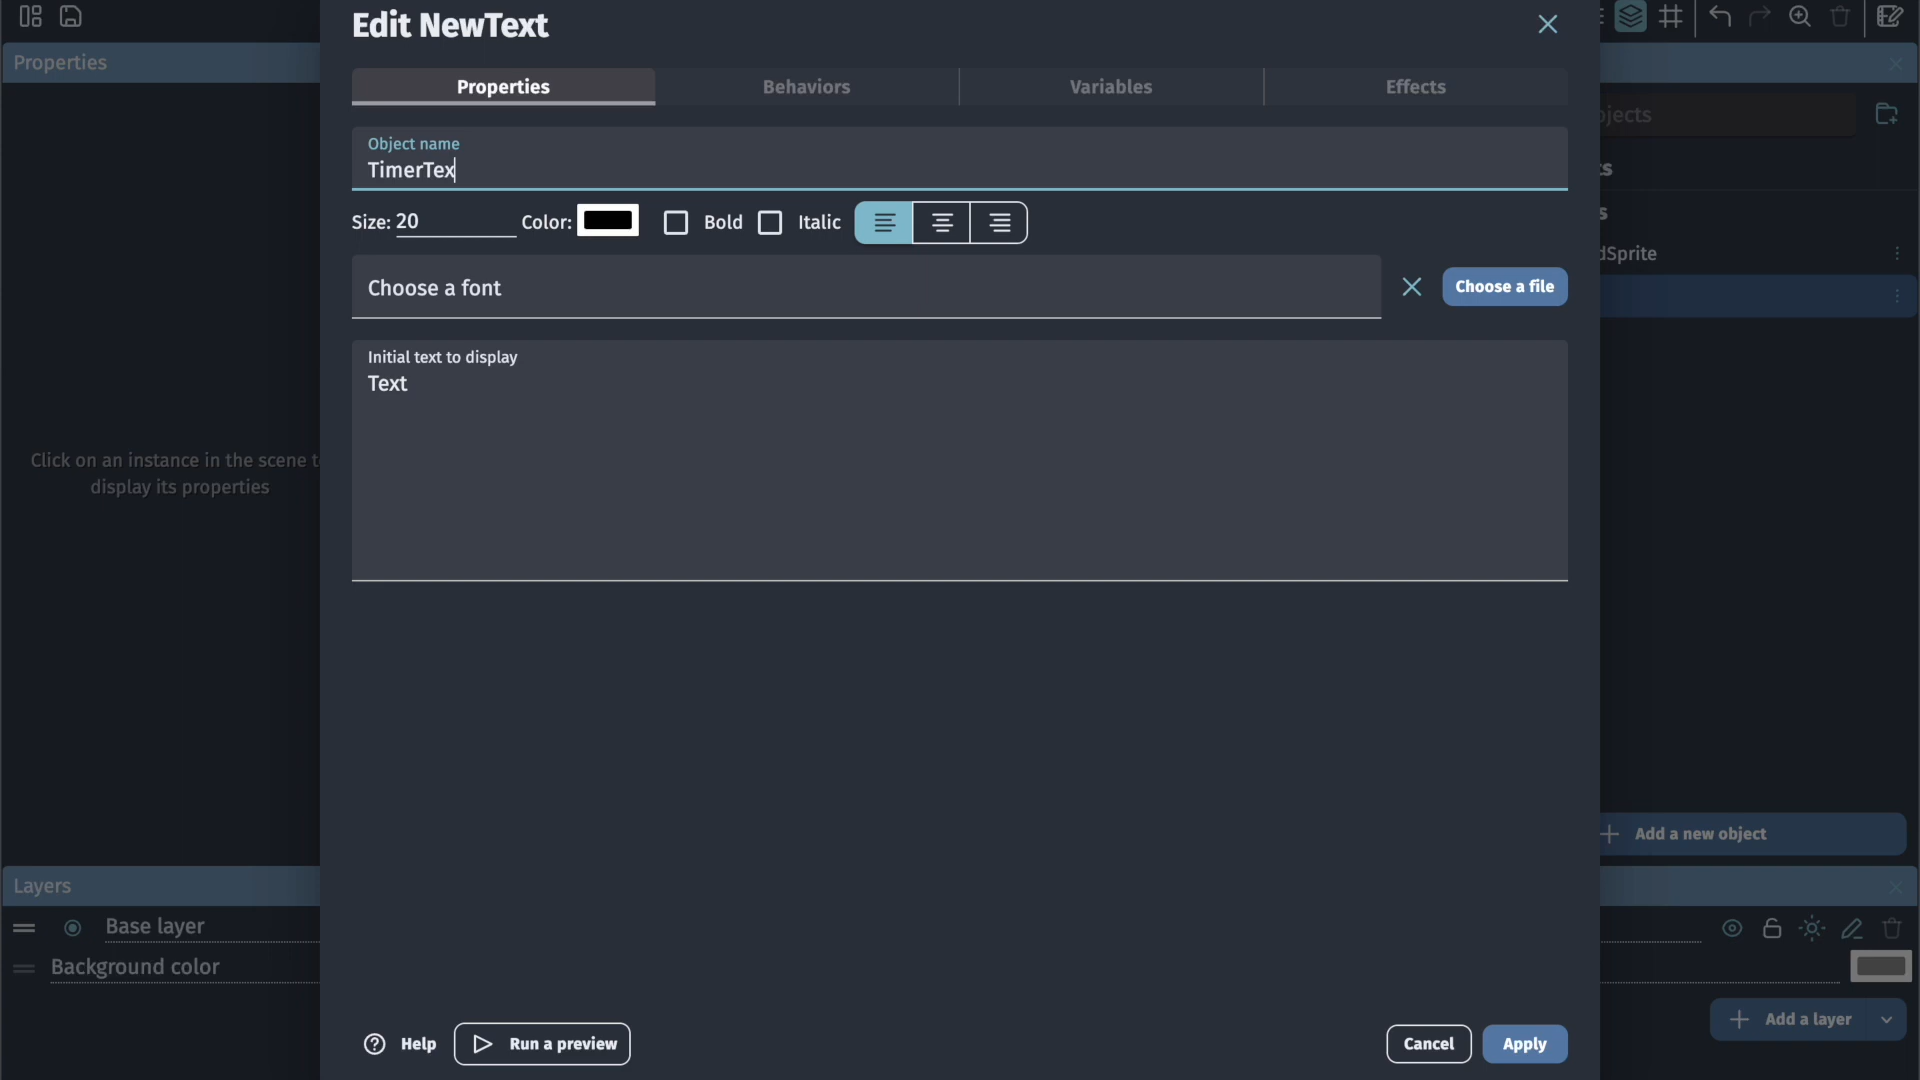 Edit NewText
Properties
Properties
Behaviors
Variables
Effects
Object name
TimerTex
Size: 20
Color:
Bold
Italic
Choose a font
Choose a file
Initial text to display
Text
Click on an instance in the scene
display its properties
Add a new object
Layers
Base layer
Background color
Add a layer
Help
Run a preview
Cancel
Apply